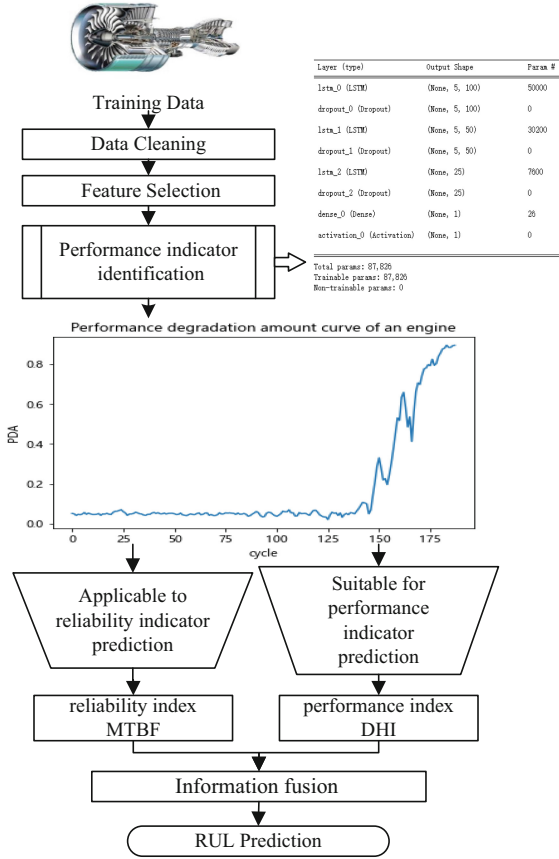 Training Data
Data Cleaning
Feature Selection
Performance indicator
identification
Layer (type) Output Shape Param #
lstm_0 (LSTM) (None, 5, 100) 50000
dropout_0 (Dropout) (None, 5, 100) 0
lstm_1 (LSTM) (None, 5, 50) 30200
dropout_1 (Dropout) (None, 5, 50) 0
lstm_2 (LSTM) (None, 25) 7600
dropout_2 (Dropout) (None, 25) 0
dense_0 (Dense) (None, 1) 26
activation_0 (Activation) (None, 1) 0
Total params: 87,826
Trainable params: 87,826
Non-trainable params: 0
Performance degradation amount curve of an engine
PDA
0.8
0.6
0.4
0.2
0.0
0 25 50 75 100 125 150 175
cycle
Applicable to
reliability indicator
prediction
Suitable for
performance
indicator
prediction
reliability index
MTBF
performance index
DHI
Information fusion
RUL Prediction